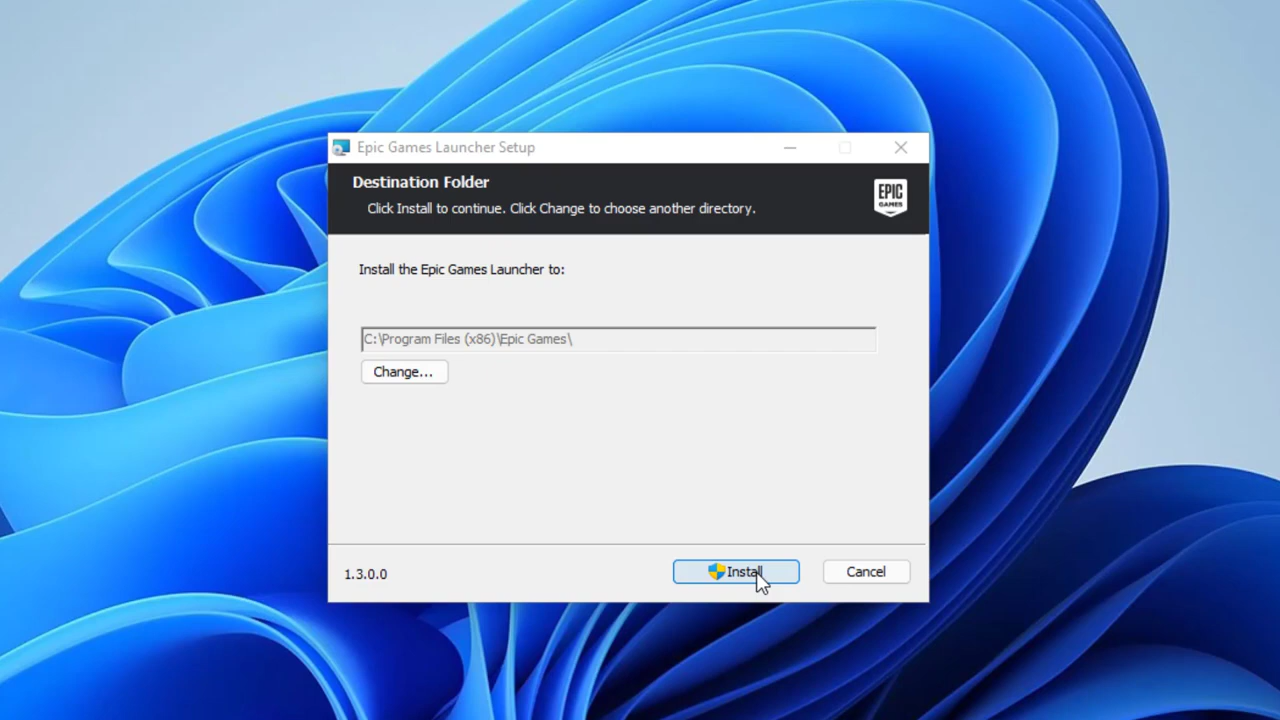 Epic Games Launcher Setup
Destination Folder
Click Install to continue. Click Change to choose another directory.
EPIC
GAMES
Install the Epic Games Launcher to:
C:\Program Files (x86)\Epic Games\
Change...
1.3.0.0
Install
Cancel